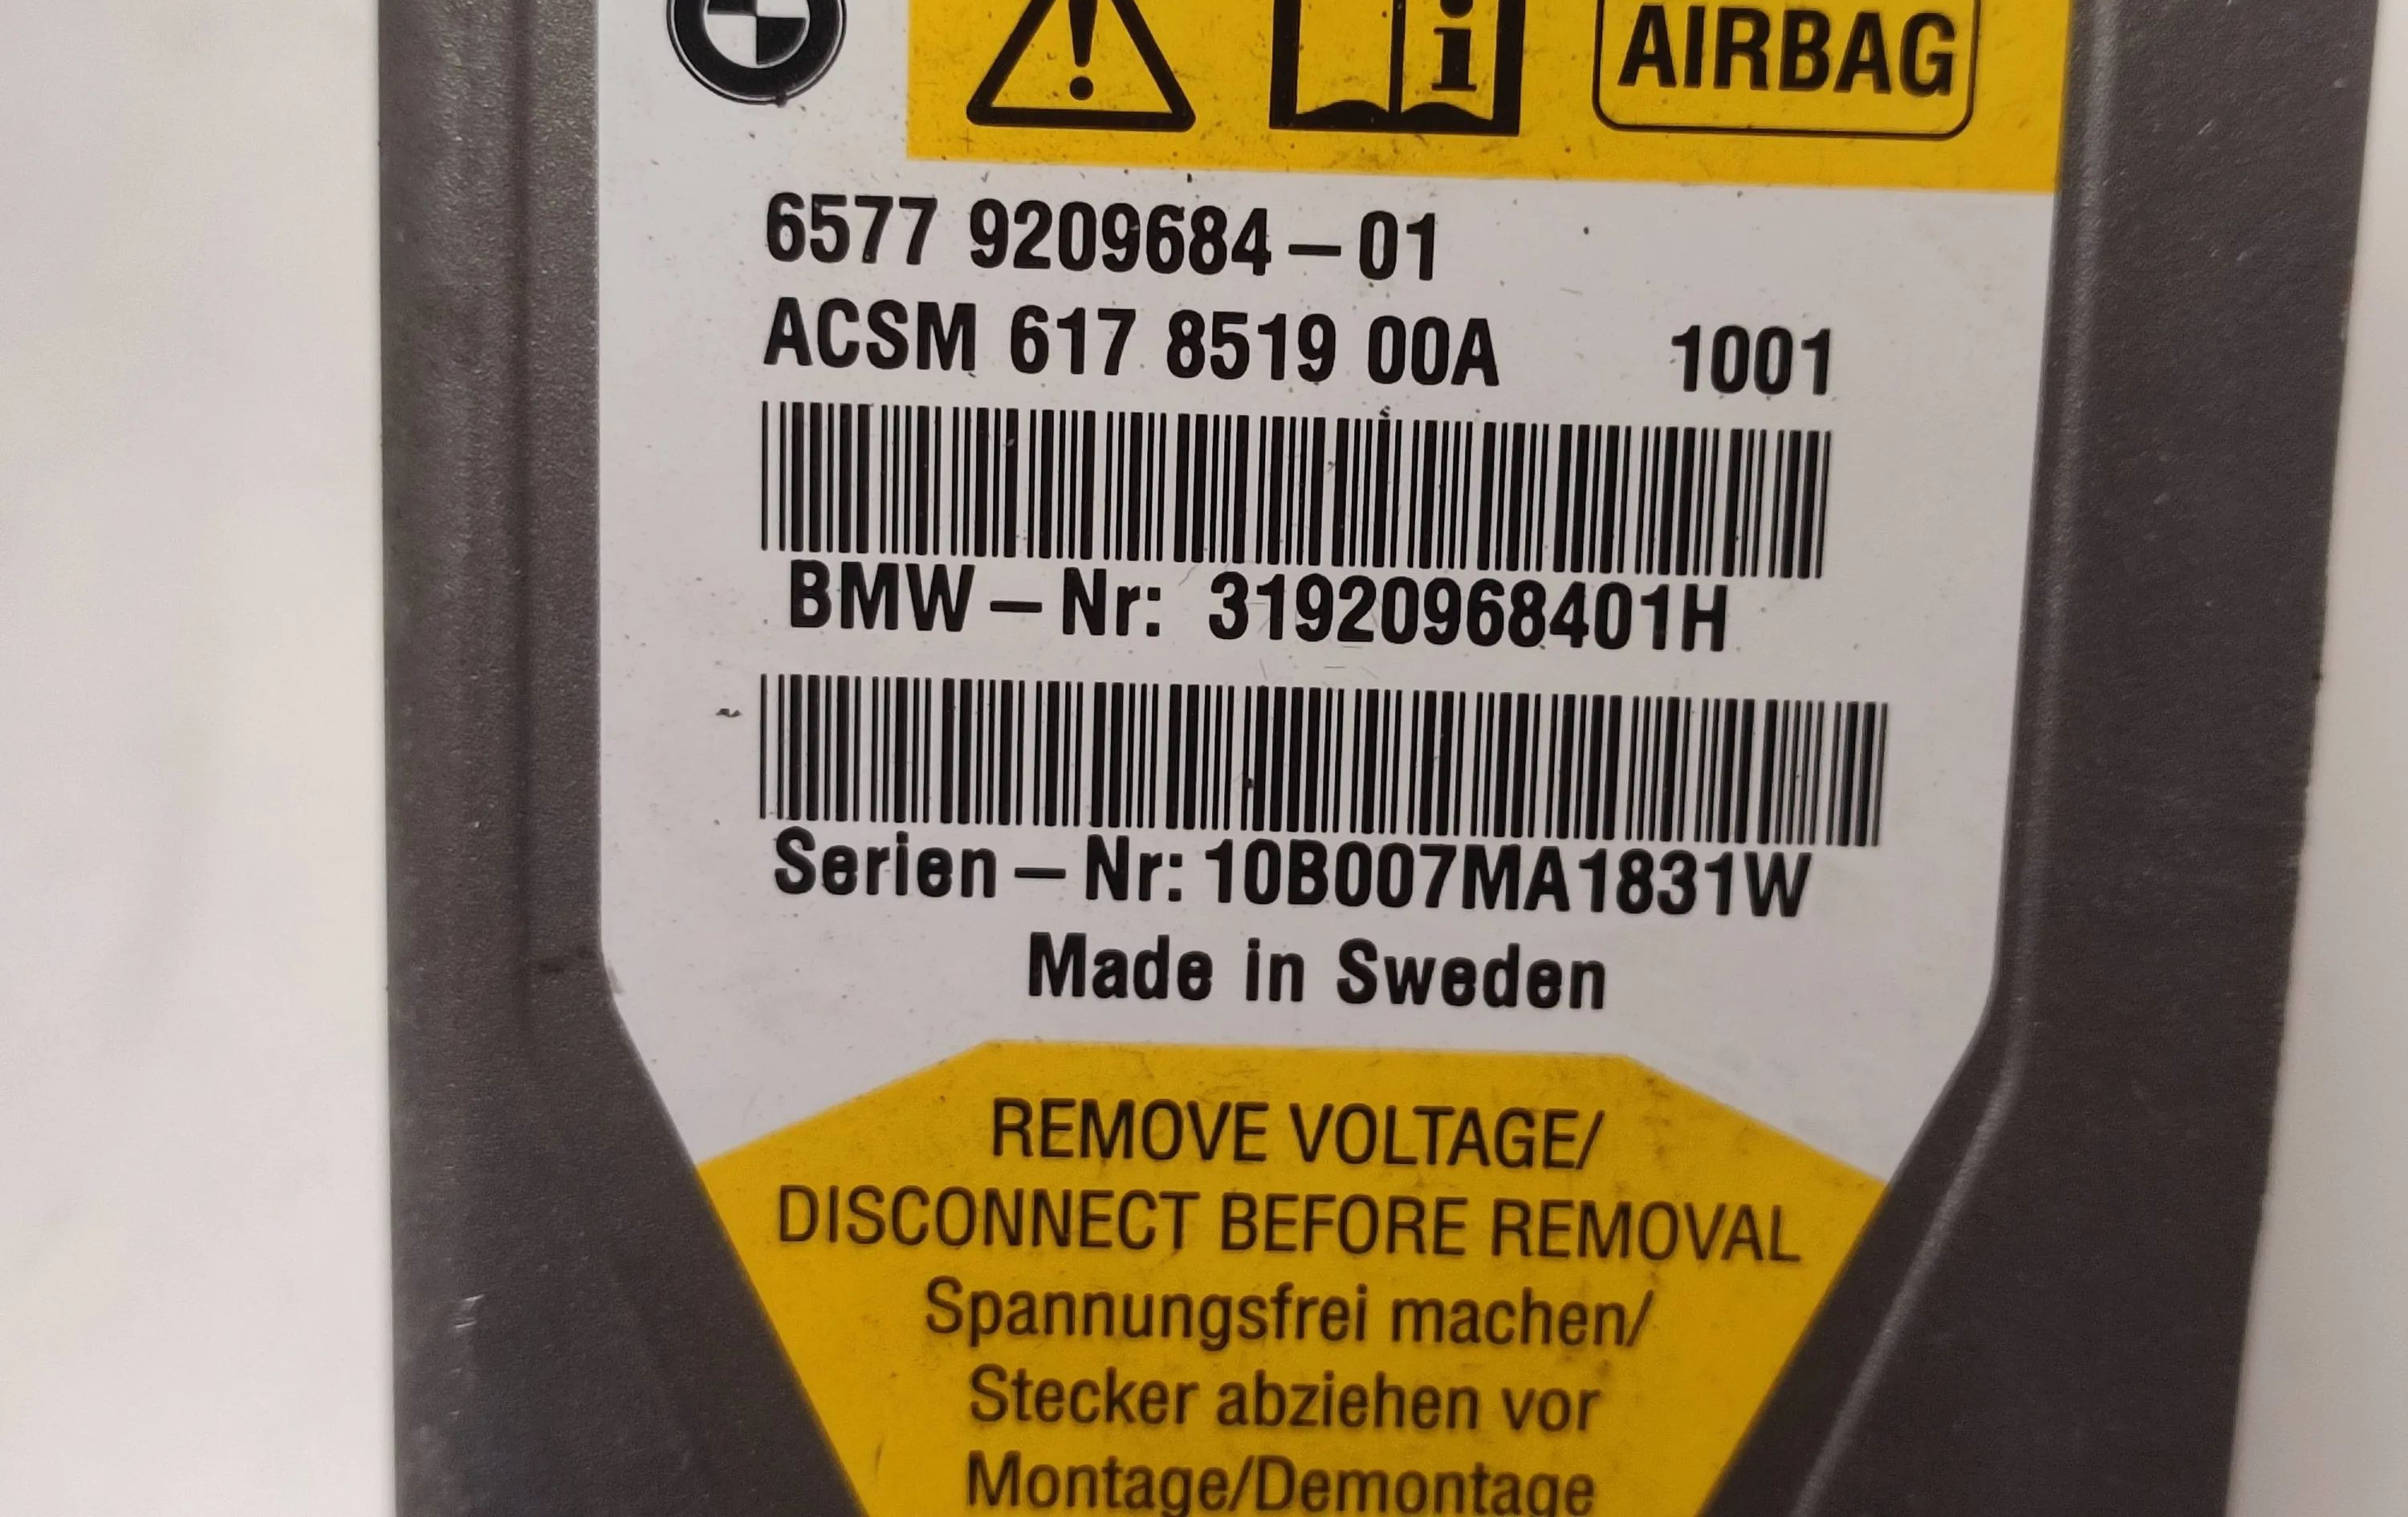 AIRBAG
6577 9209684-01
ACSM 617 8519 00A 1001
BMW-Nr: 31920968401H
Serien-Nr: 10B007MA1831W
Made in Sweden
REMOVE VOLTAGE/
DISCONNECT BEFORE REMOVAL
Spannungsfrei machen/
Stecker abziehen vor
Montage/Demontage